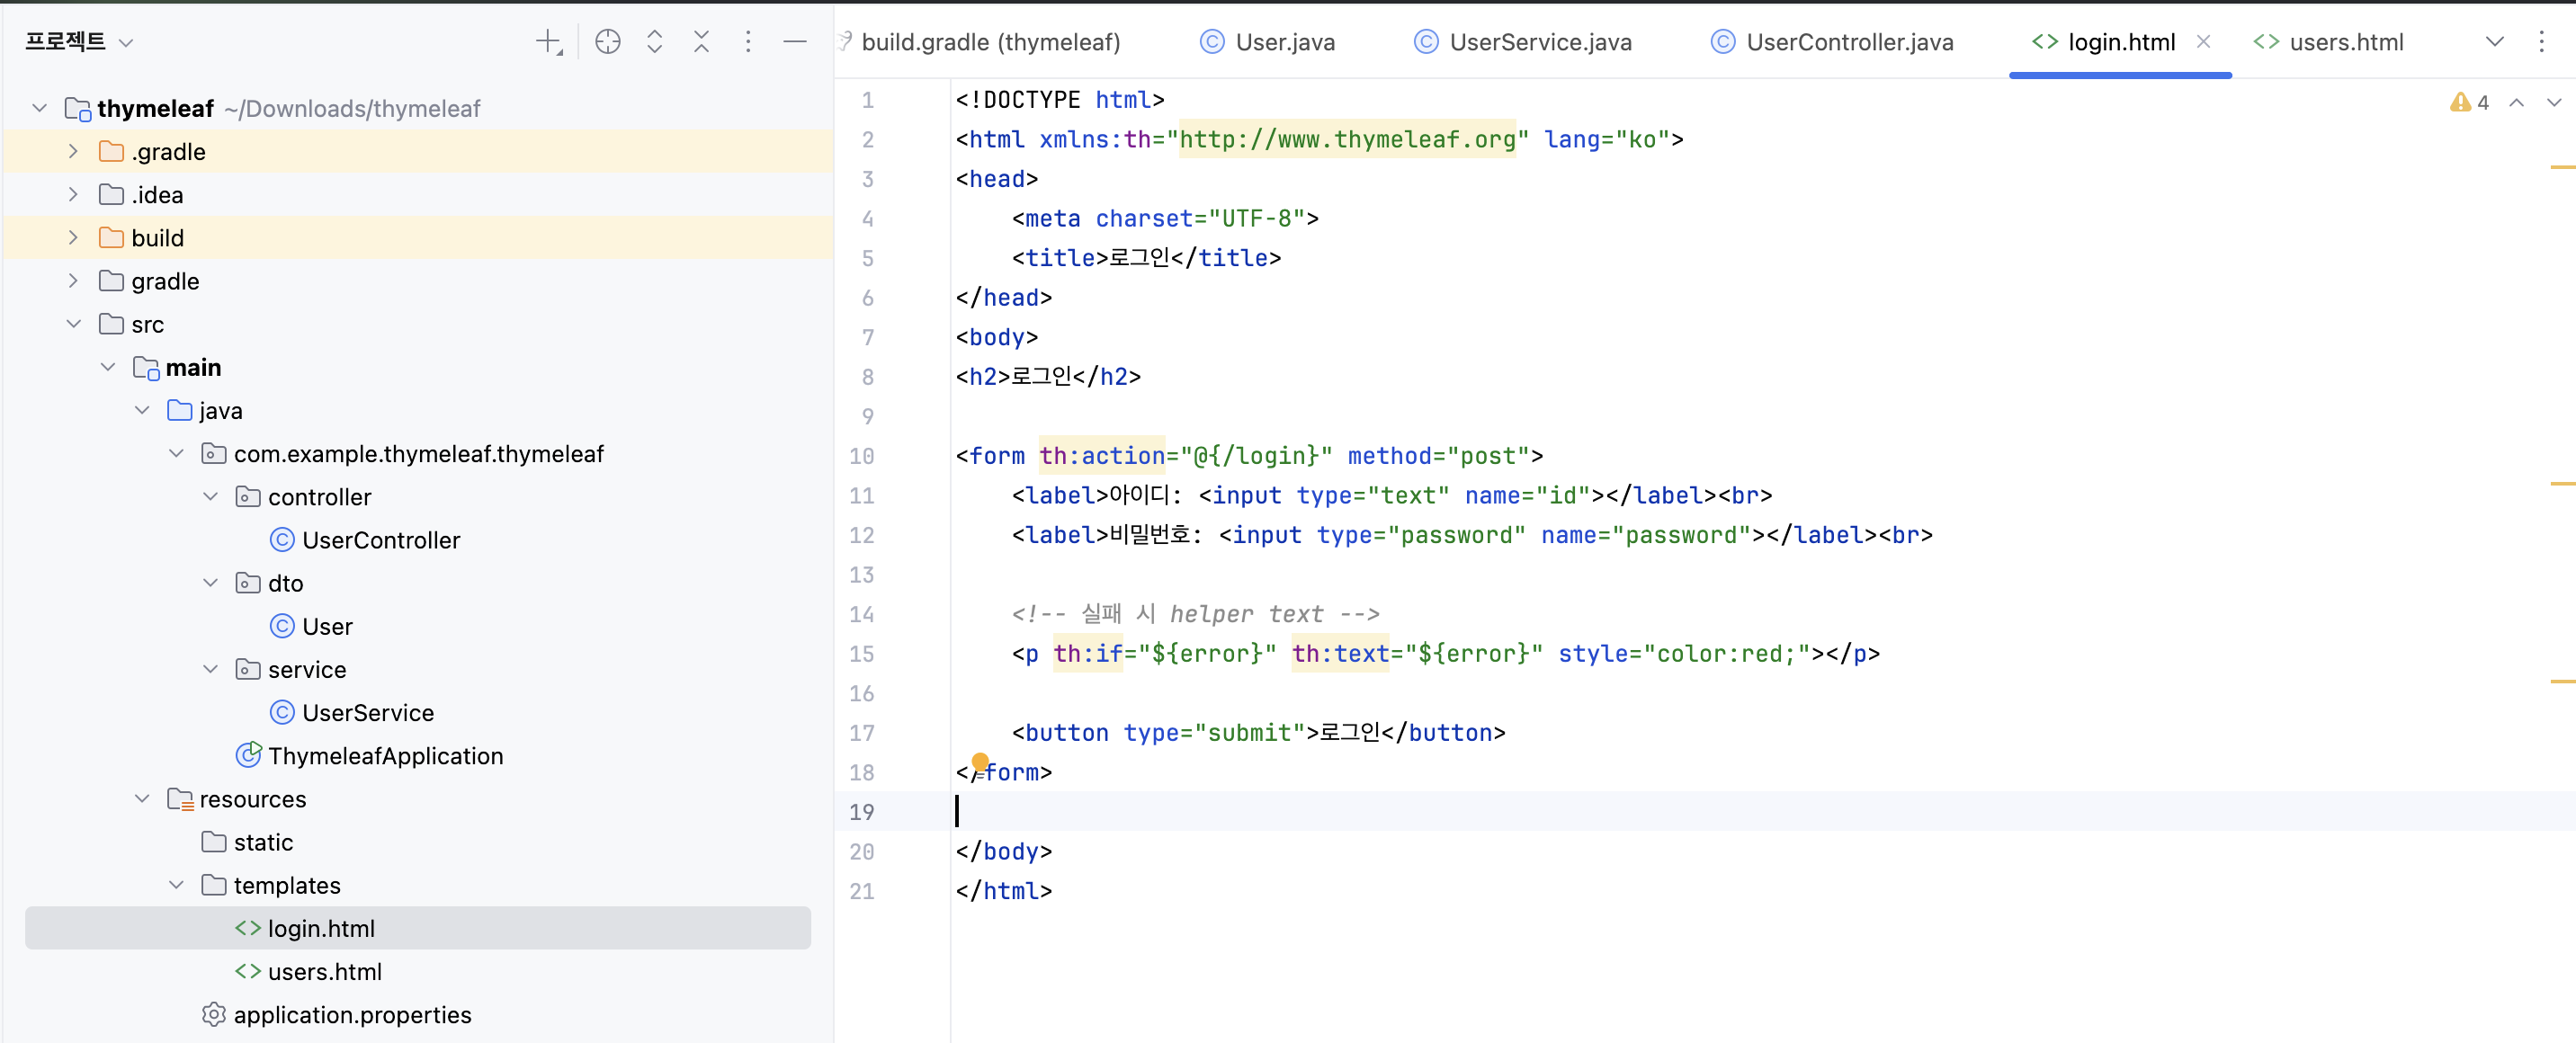 프로젝트
thymeleaf ~/Downloads/thymeleaf
.gradle
.idea
build
gradle
src
main
java
com.example.thymeleaf.thymeleaf
controller
UserController
dto
User
service
UserService
ThymeleafApplication
resources
static
templates
login.html
users.html
application.properties
build.gradle (thymeleaf) User.java UserService.java UserController.java login.html users.html
4
1 <!DOCTYPE html>
2 <html xmlns:th="http://www.thymeleaf.org" lang="ko">
3 <head>
4 <meta charset="UTF-8">
5 <title>로그인</title>
6 </head>
7 <body>
8 <h2>로그인</h2>
9
10 <form th:action="@{/login}" method="post">
11 <label>아이디: <input type="text" name="id"></label><br>
12 <label>비밀번호: <input type="password" name="password"></label><br>
13
14 <!-- 실패 시 helper text -->
15 <p th:if="${error}" th:text="${error}" style="color:red;"></p>
16
17 <button type="submit">로그인</button>
18 </form>
19
20 </body>
21 </html>